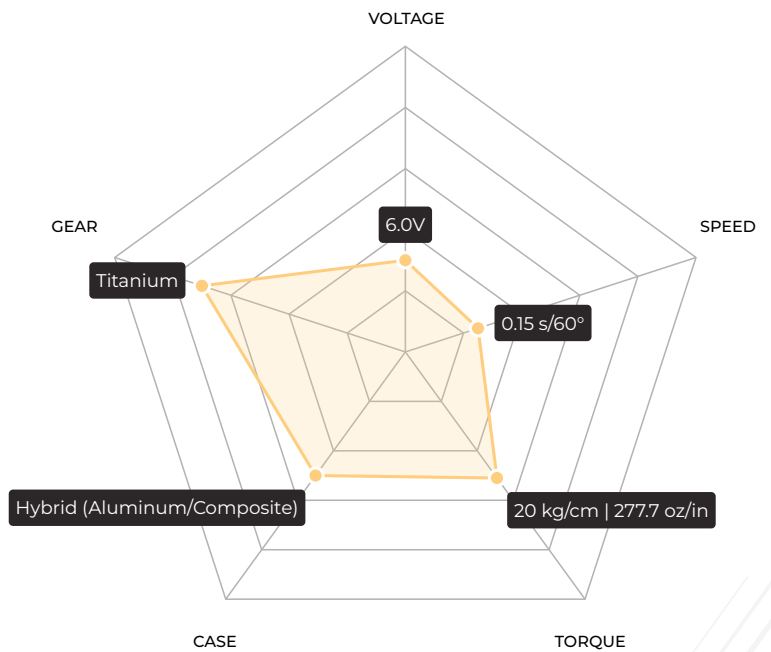 VOLTAGE
GEAR
SPEED
6.0V
Titanium
0.15 s/60°
Hybrid (Aluminum/Composite)
20 kg/cm | 277.7 oz/in
CASE
TORQUE